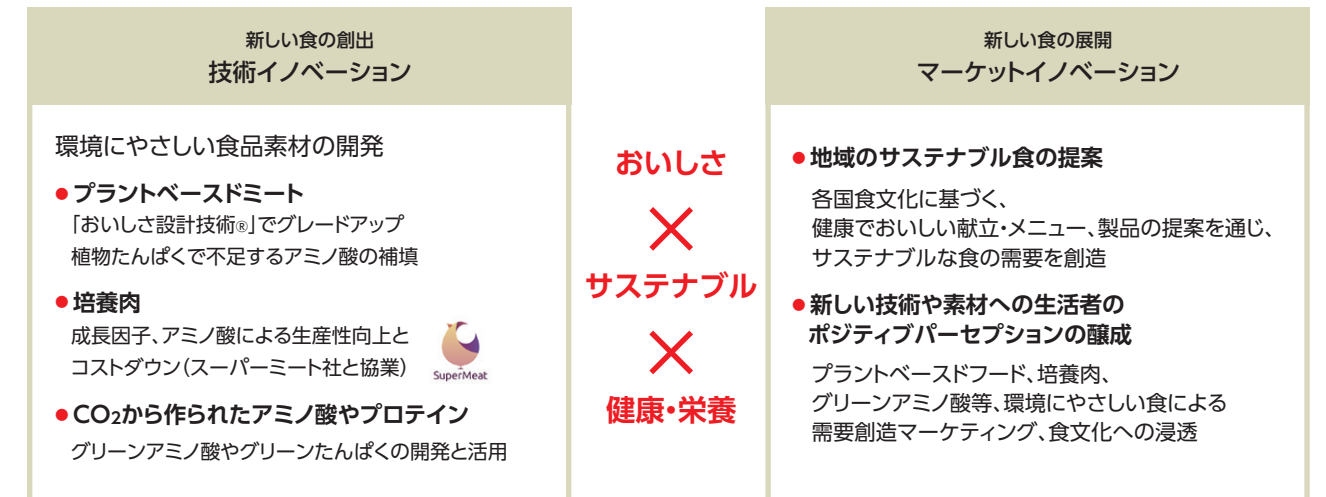 新しい食の創出
技術イノベーション
環境にやさしい食品素材の開発
●プラントベースドミート
「おいしさ設計技術®」でグレードアップ
植物たんぱくで不足するアミノ酸の補填
●培養肉
成長因子、アミノ酸による生産性向上と
コストダウン(スーパーミート社と協業)
SuperMeat
●CO2から作られたアミノ酸やプロテイン
グリーンアミノ酸やグリーンたんぱくの開発と活用
おいしさ
×
サステナブル
×
健康・栄養
新しい食の展開
マーケットイノベーション
●地域のサステナブル食の提案
各国食文化に基づく、
健康でおいしい献立・メニュー、製品の提案を通じ、
サステナブルな食の需要を創造
●新しい技術や素材への生活者の
ポジティブパーセプションの醸成
プラントベースドフード、培養肉、
グリーンアミノ酸等、環境にやさしい食による
需要創造マーケティング、食文化への浸透